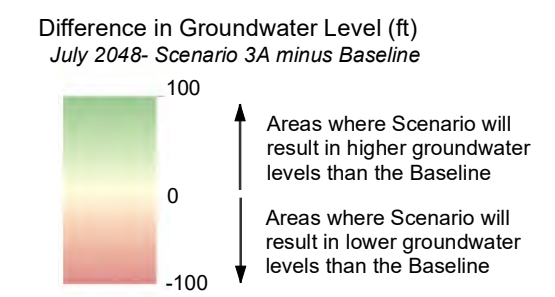 Difference in Groundwater Level (ft)
July 2048- Scenario 3A minus Baseline
100
Areas where Scenario will
result in higher groundwater
levels than the Baseline
0
Areas where Scenario will
result in lower groundwater
levels than the Baseline
-100